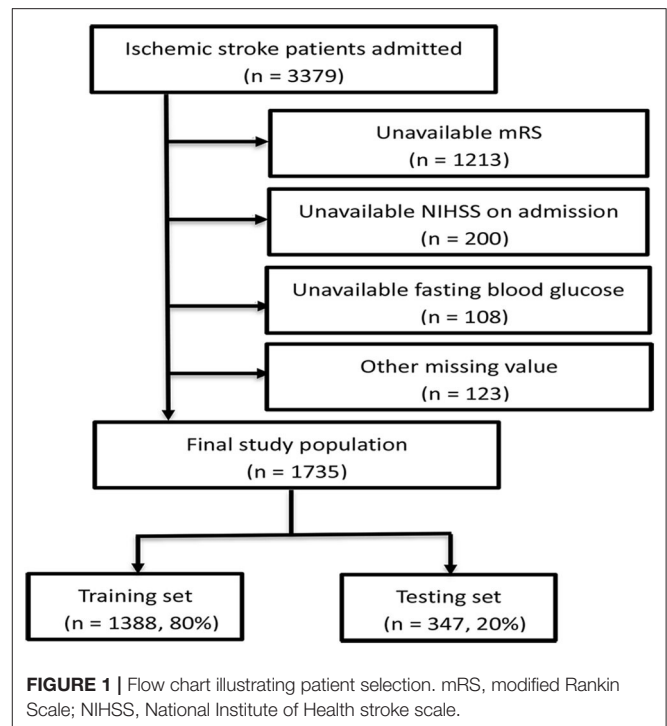 Ischemic stroke patients admitted
(n = 3379)
Unavailable mRS
(n = 1213)
Unavailable NIHSS on admission
(n = 200)
Unavailable fasting blood glucose
(n = 108)
Other missing value
(n = 123)
Final study population
(n = 1735)
Training set
(n = 1388, 80%)
Testing set
(n = 347, 20%)
FIGURE 1 | Flow chart illustrating patient selection. mRS, modified Rankin
Scale; NIHSS, National Institute of Health stroke scale.